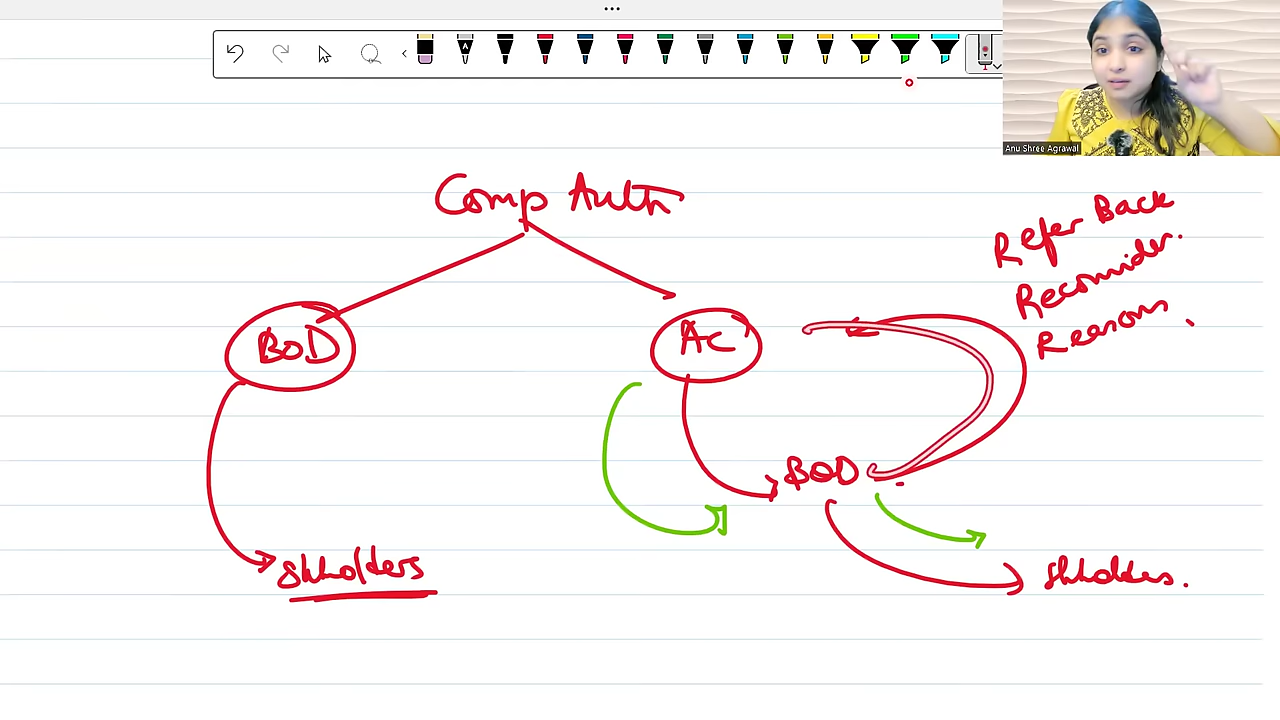 Anu Shree Agrawal
Comp Auth
Refer Back
Reconsider.
Reasons
BOD
AC
BOD
shholders
shholders.